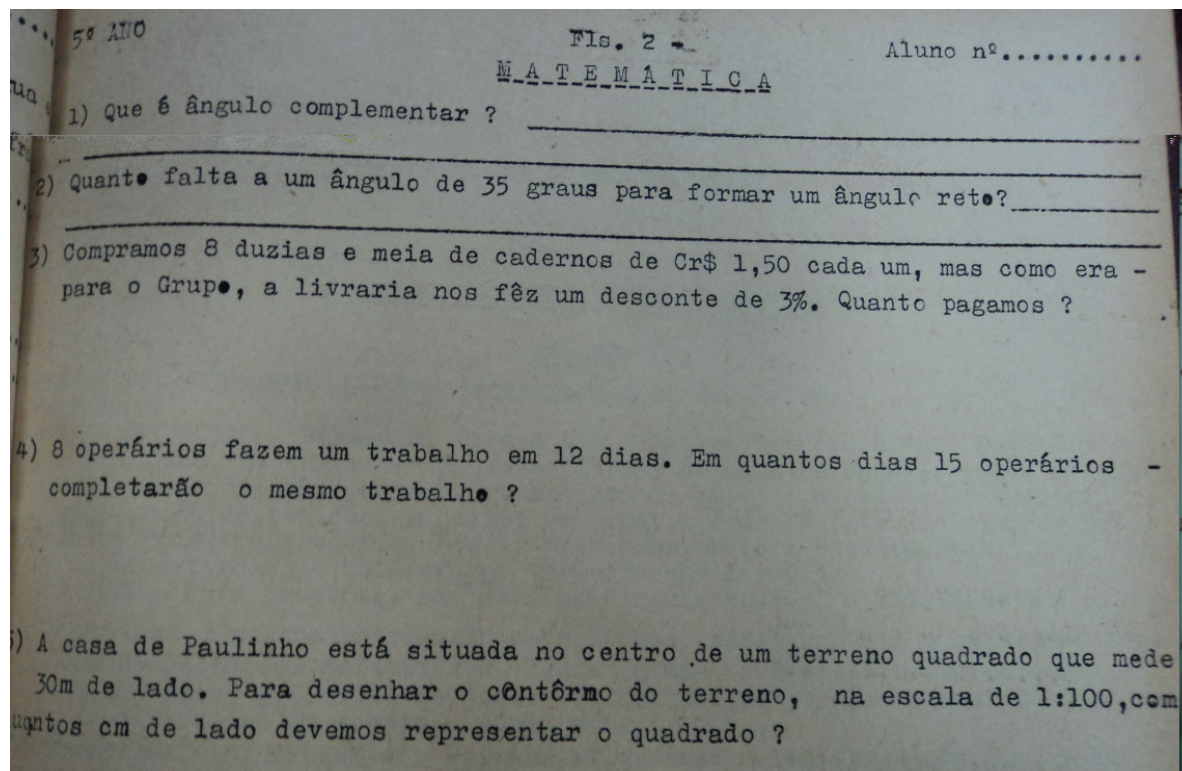 5º ANO
Fls. 2 -
Aluno nº..........
M A T E M Á T I C A
1) Que é ângulo complementar ?
2) Quanto falta a um ângulo de 35 graus para formar um ângulo reto?
3) Compramos 8 duzias e meia de cadernos de Cr$ 1,50 cada um, mas como era -
para o Grupo, a livraria nos fêz um desconte de 3%. Quanto pagamos ?
4) 8 operários fazem um trabalho em 12 dias. Em quantos dias 15 operários -
completarão o mesmo trabalho ?
5) A casa de Paulinho está situada no centro de um terreno quadrado que mede
30m de lado. Para desenhar o contôrmo do terreno, na escala de 1:100,com
uantos cm de lado devemos representar o quadrado ?